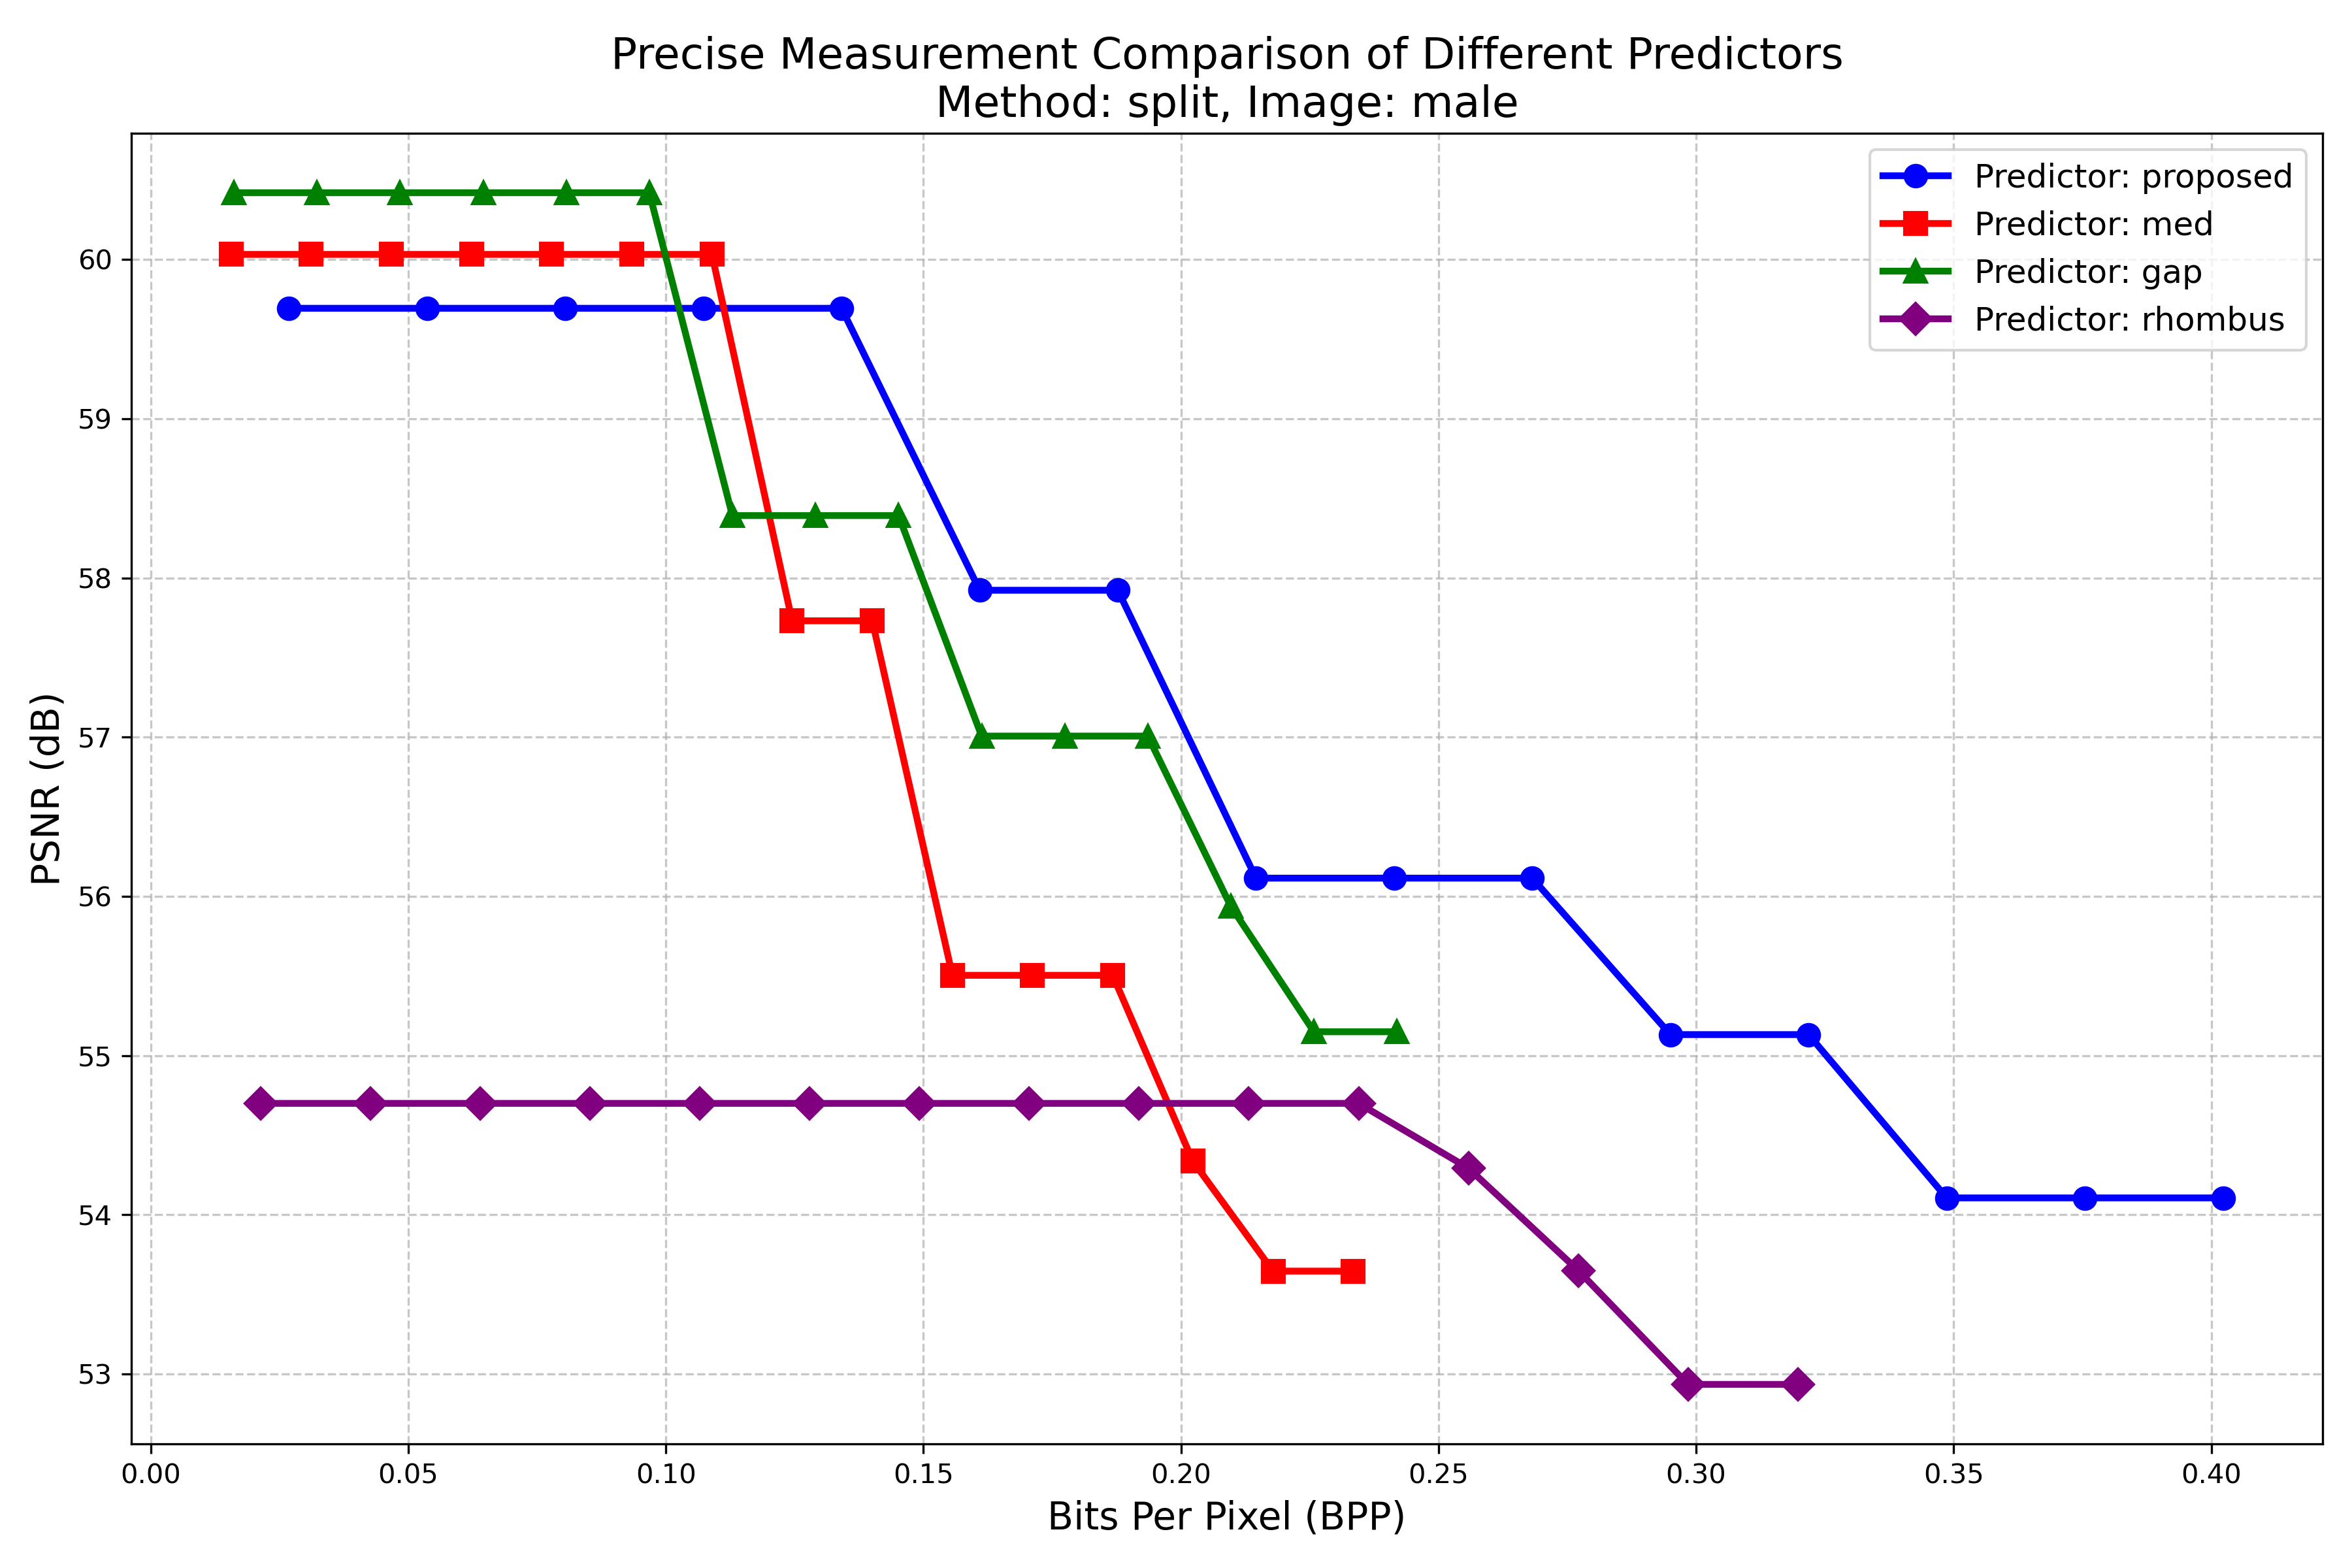 Precise Measurement Comparison of Different Predictors
Method: split, Image: male
Predictor: proposed
Predictor: med
Predictor: gap
Predictor: rhombus
PSNR (dB)
60
59
58
57
56
55
54
53
0.00 0.05 0.10 0.15 0.20 0.25 0.30 0.35 0.40
Bits Per Pixel (BPP)